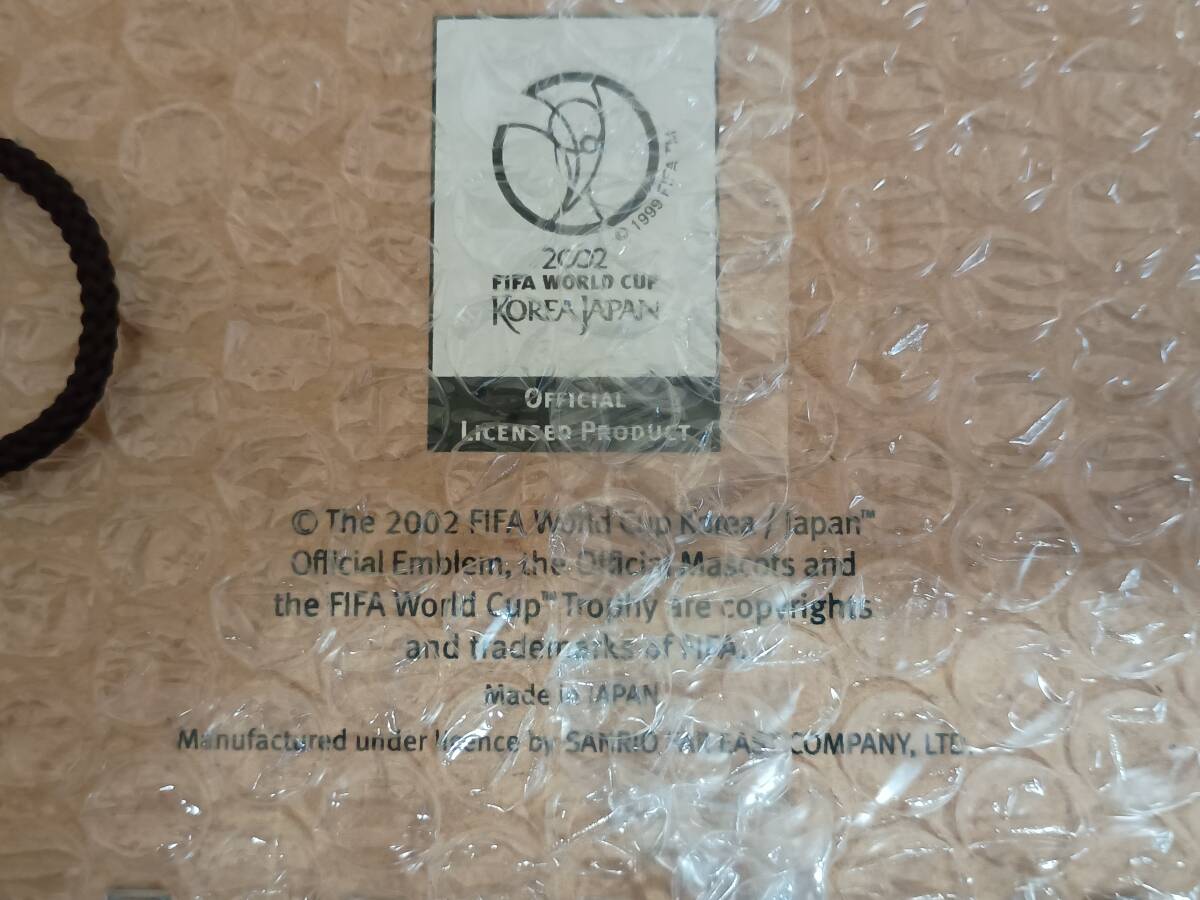 © 1999 FIFA ™
2002
FIFA WORLD CUP
KOREA JAPAN
OFFICIAL
LICENSED PRODUCT
© The 2002 FIFA World Cup Korea / Japan™
Official Emblem, the Official Mascots and
the FIFA World Cup™ Trophy are copyrights
and trademarks of FIFA.
Made in JAPAN
Manufactured under licence by SANRIO FAR EAST COMPANY, LTD.